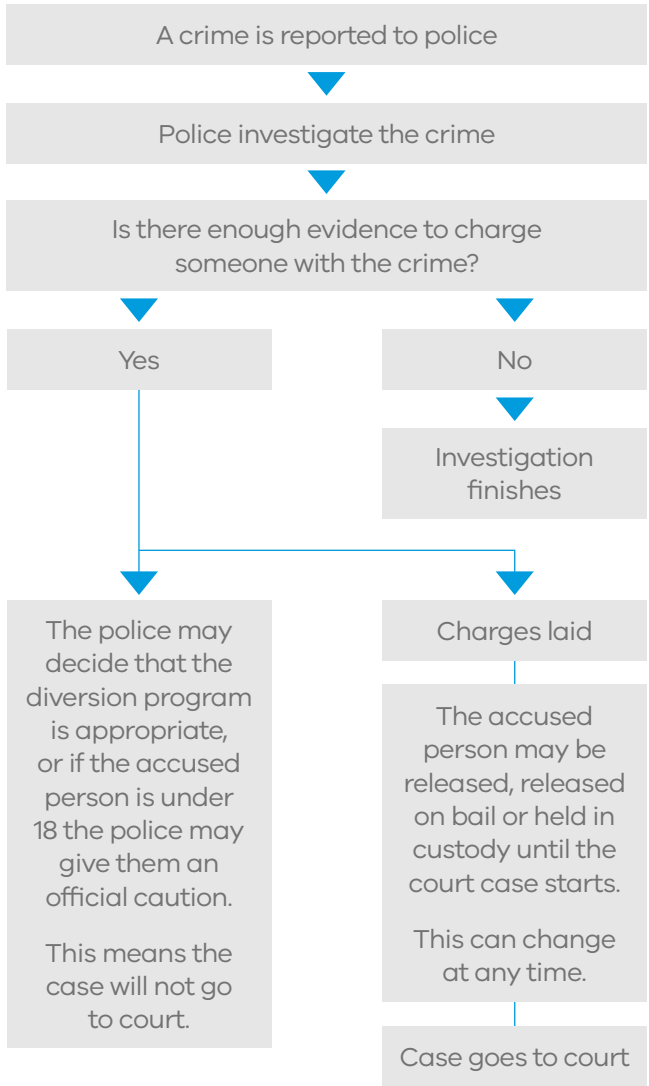 A crime is reported to police
Police investigate the crime
Is there enough evidence to charge
someone with the crime?
Yes
No
Investigation
finishes
The police may
decide that the
diversion program
is appropriate,
or if the accused
person is under
18 the police may
give them an
official caution.
This means the
case will not go
to court.
Charges laid
The accused
person may be
released, released
on bail or held in
custody until the
court case starts.
This can change
at any time.
Case goes to court